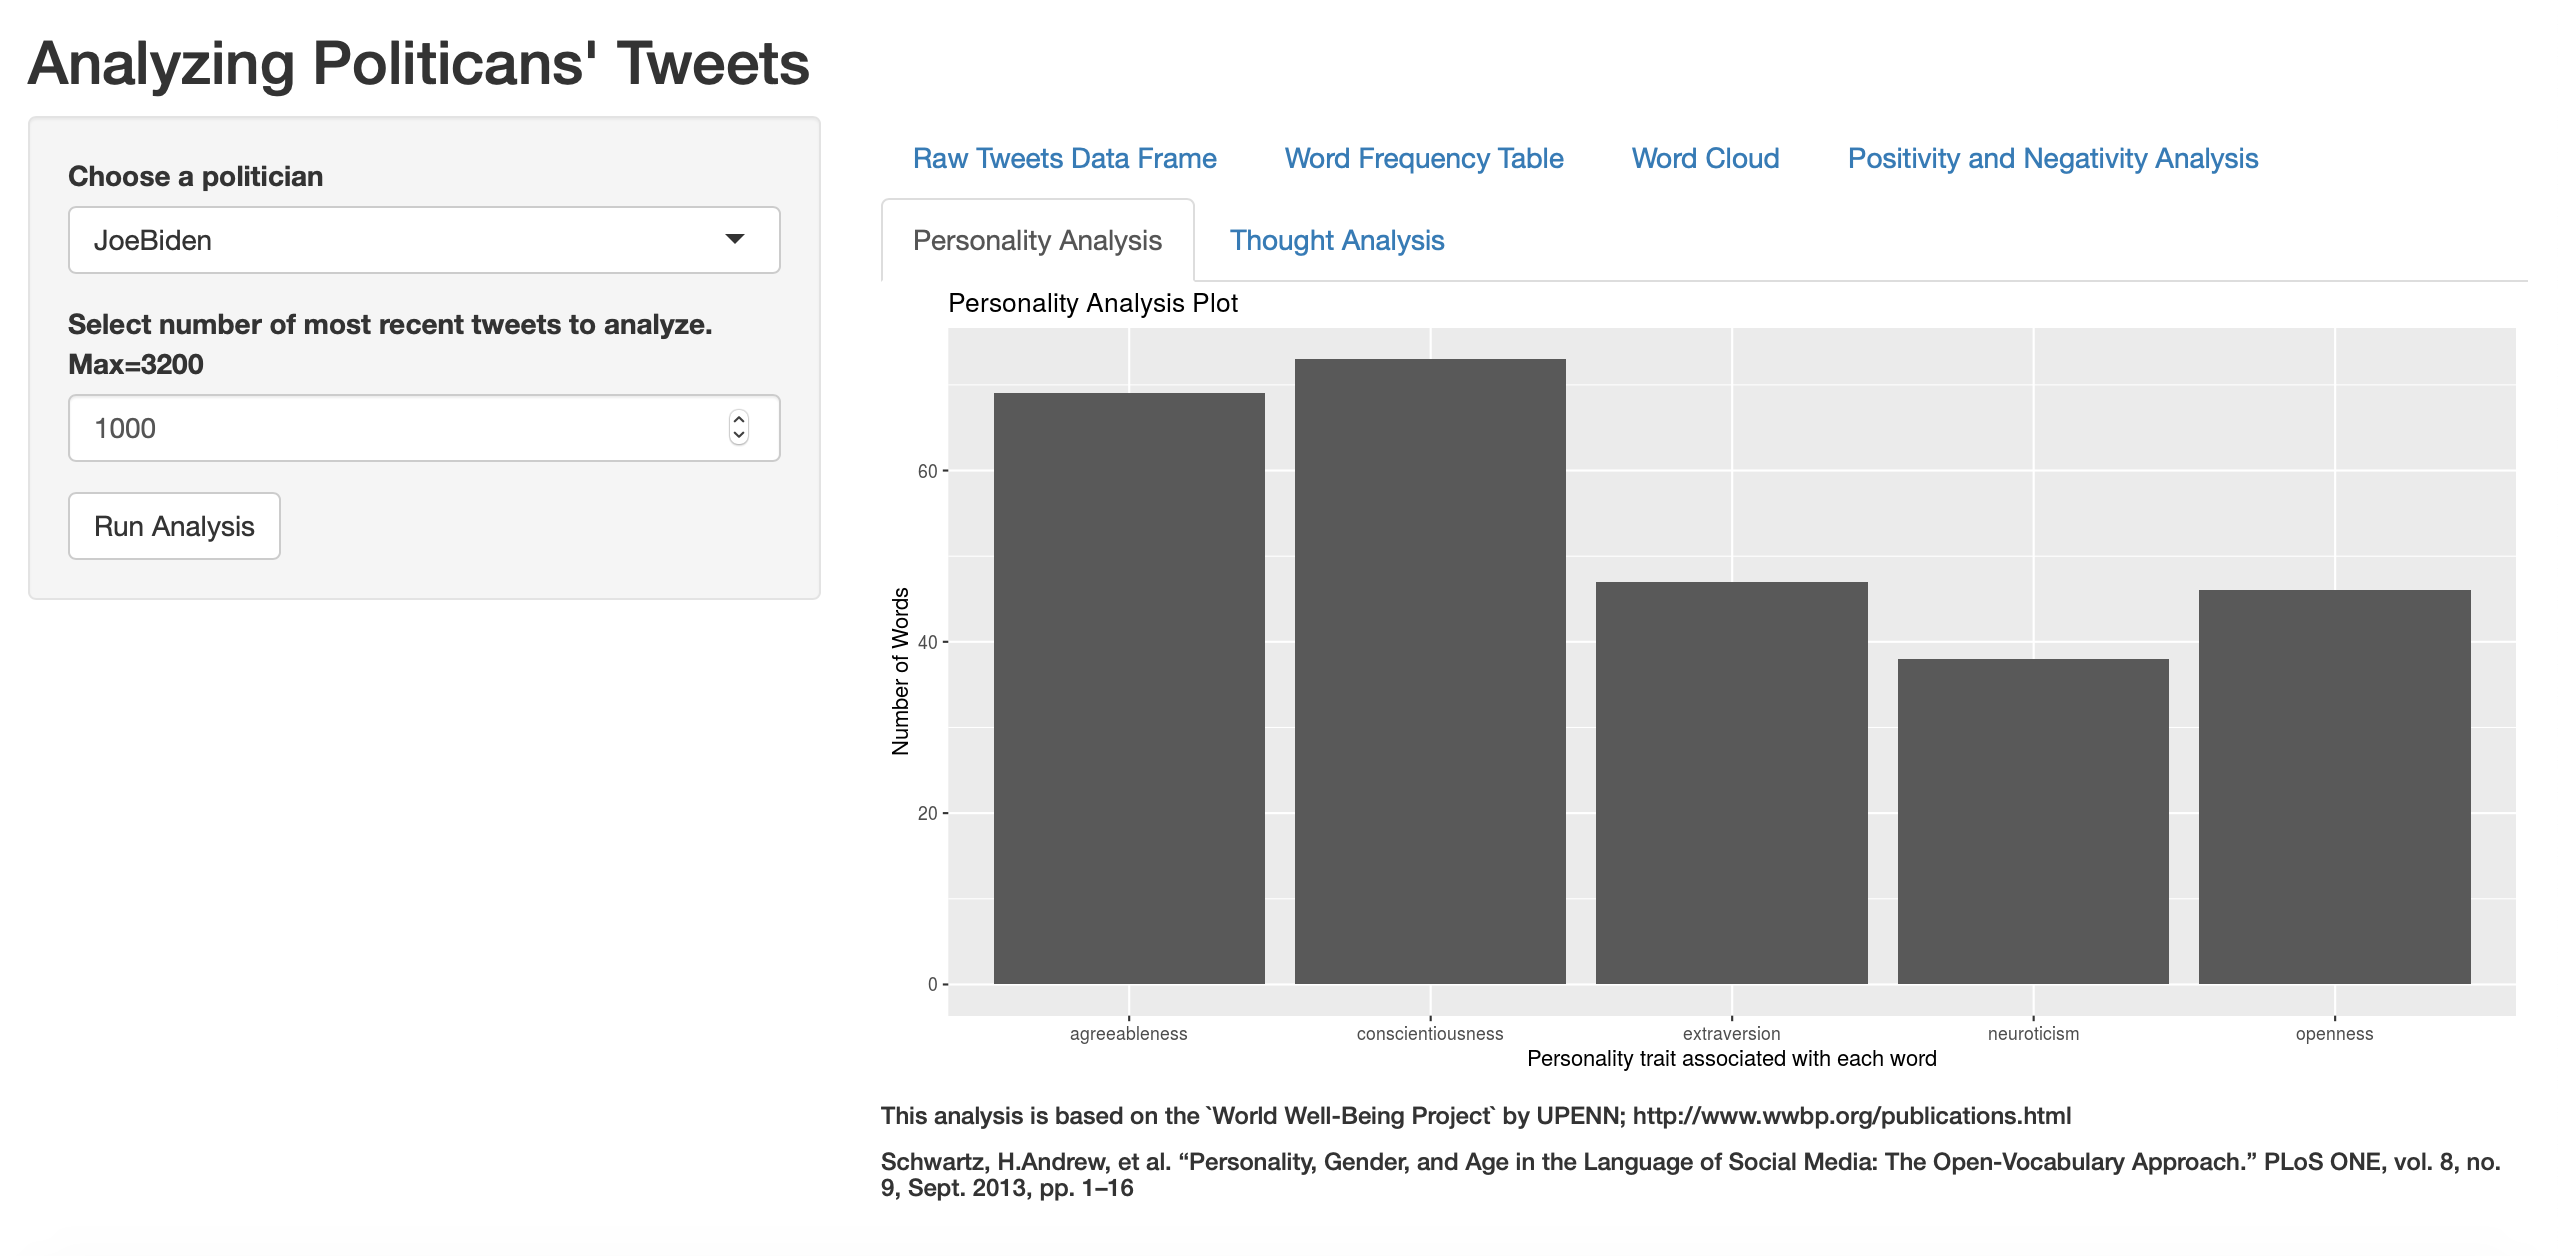 Analyzing Politicans' Tweets
Choose a politician
JoeBiden
Select number of most recent tweets to analyze.
Max=3200
1000
Run Analysis
Raw Tweets Data Frame
Word Frequency Table
Word Cloud
Positivity and Negativity Analysis
Personality Analysis
Thought Analysis
Personality Analysis Plot
Number of Words
60
40
20
0
agreeableness
conscientiousness
extraversion
neuroticism
openness
Personality trait associated with each word
This analysis is based on the `World Well-Being Project` by UPENN; http://www.wwbp.org/publications.html
Schwartz, H.Andrew, et al. “Personality, Gender, and Age in the Language of Social Media: The Open-Vocabulary Approach.” PLoS ONE, vol. 8, no.
9, Sept. 2013, pp. 1–16